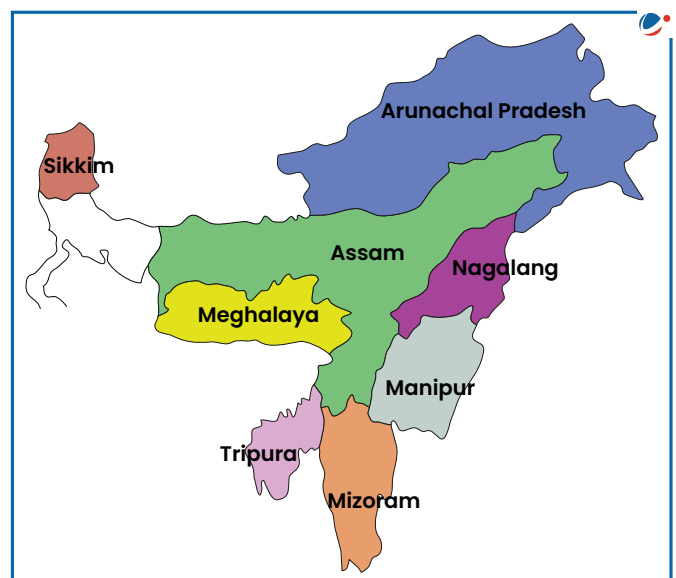 Arunachal Pradesh
Sikkim
Assam
Nagalang
Meghalaya
Manipur
Tripura
Mizoram